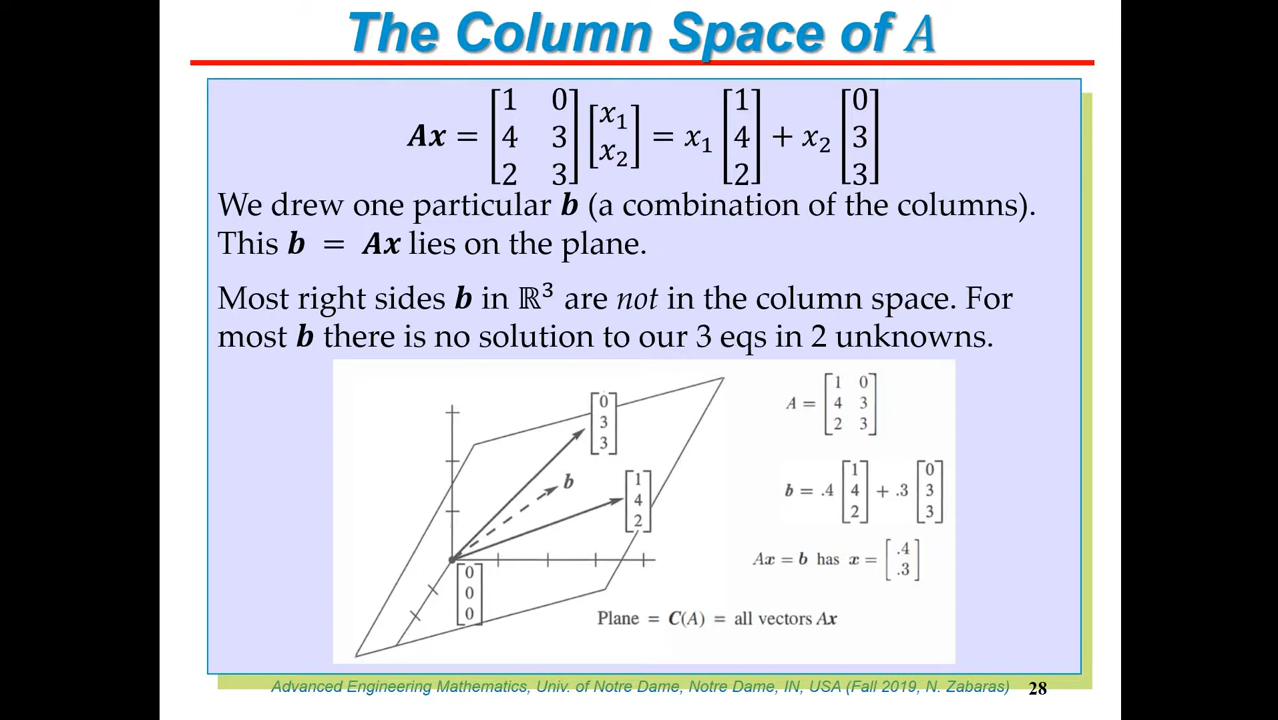 The Column Space of A
Ax = [1 0; 4 3; 2 3] [x₁; x₂] = x₁ [1; 4; 2] + x₂ [0; 3; 3]
We drew one particular b (a combination of the columns).
This b = Ax lies on the plane.
Most right sides b in ℝ³ are not in the column space. For
most b there is no solution to our 3 eqs in 2 unknowns.
[0; 3; 3]
b
[1; 4; 2]
[0; 0; 0]
A = [1 0; 4 3; 2 3]
b = .4 [1; 4; 2] + .3 [0; 3; 3]
Ax = b has x = [.4; .3]
Plane = C(A) = all vectors Ax
Advanced Engineering Mathematics, Univ. of Notre Dame, Notre Dame, IN, USA (Fall 2019, N. Zabaras) 28